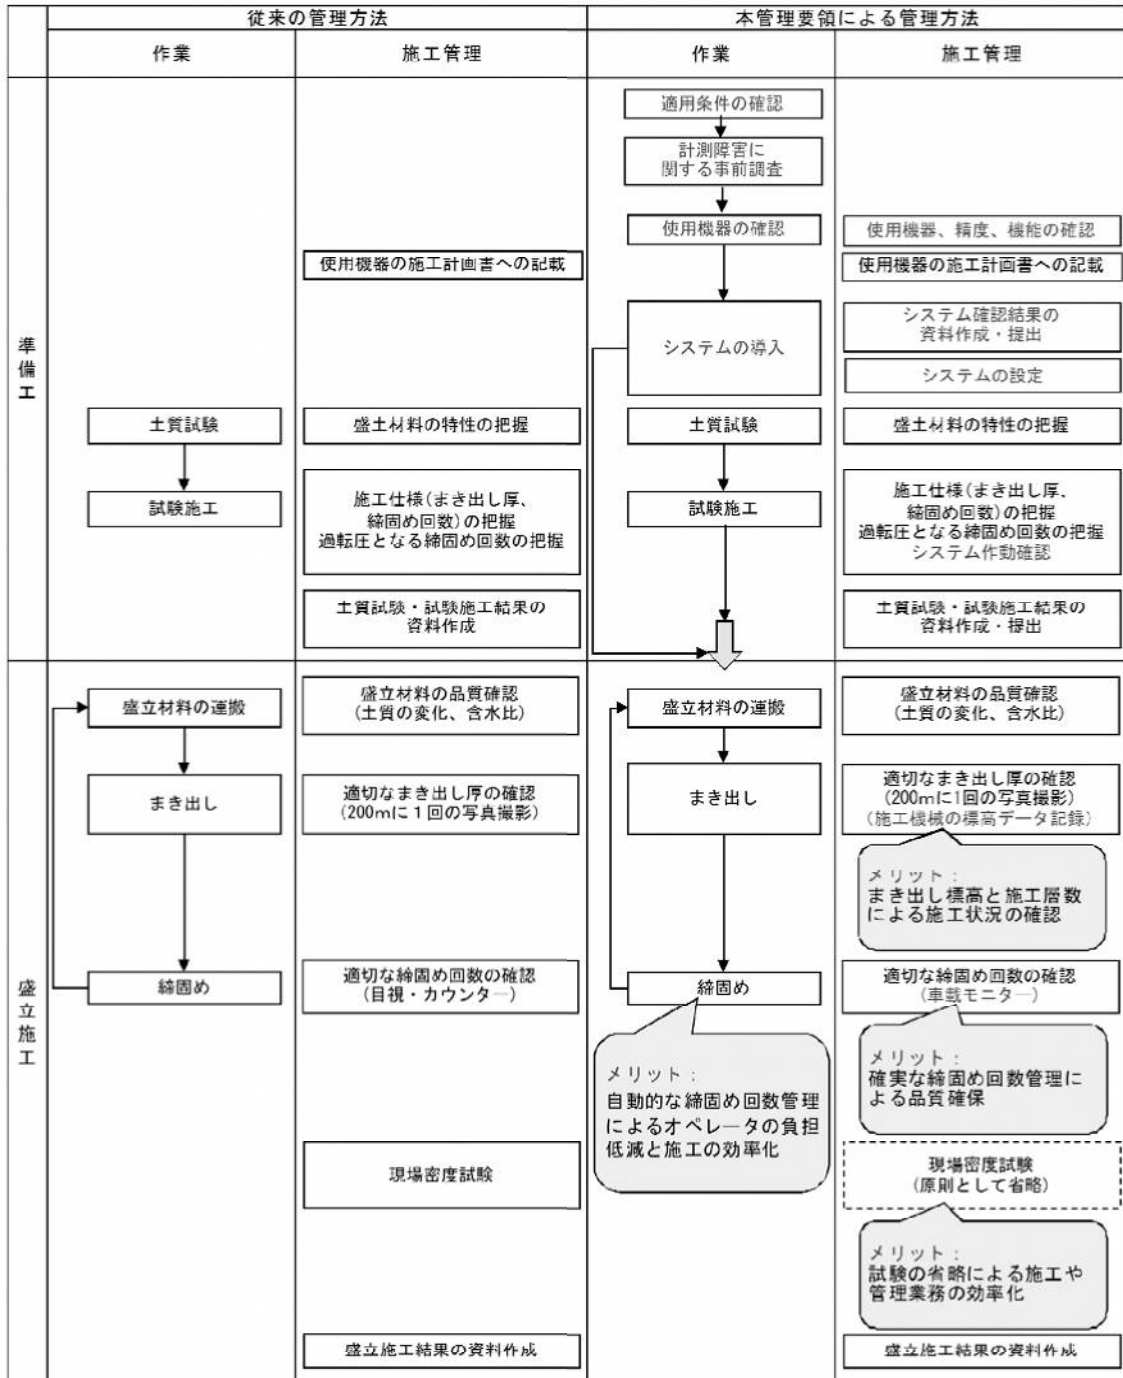 従来の管理方法
本管理要領による管理方法
作業
施工管理
作業
施工管理
準備工
適用条件の確認
計測障害に
関する事前調査
使用機器の確認
使用機器、精度、機能の確認
使用機器の施工計画書への記載
使用機器の施工計画書への記載
システムの導入
システム確認結果の
資料作成・提出
システムの設定
土質試験
盛土材料の特性の把握
土質試験
盛土材料の特性の把握
試験施工
施工仕様(まき出し厚、
締固め回数)の把握
過転圧となる締固め回数の把握
試験施工
施工仕様(まき出し厚、
締固め回数)の把握
過転圧となる締固め回数の把握
システム作動確認
土質試験・試験施工結果の
資料作成
土質試験・試験施工結果の
資料作成・提出
盛立施工
盛立材料の運搬
盛立材料の品質確認
(土質の変化、含水比)
盛立材料の運搬
盛立材料の品質確認
(土質の変化、含水比)
まき出し
適切なまき出し厚の確認
(200mに1回の写真撮影)
まき出し
適切なまき出し厚の確認
(200mに1回の写真撮影)
(施工機械の標高データ記録)
メリット:
まき出し標高と施工層数
による施工状況の確認
締固め
適切な締固め回数の確認
(目視・カウンター)
締固め
適切な締固め回数の確認
(車載モニター)
メリット:
自動的な締固め回数管理
によるオペレータの負担
低減と施工の効率化
メリット:
確実な締固め回数管理に
よる品質確保
現場密度試験
現場密度試験
(原則として省略)
メリット:
試験の省略による施工や
管理業務の効率化
盛立施工結果の資料作成
盛立施工結果の資料作成